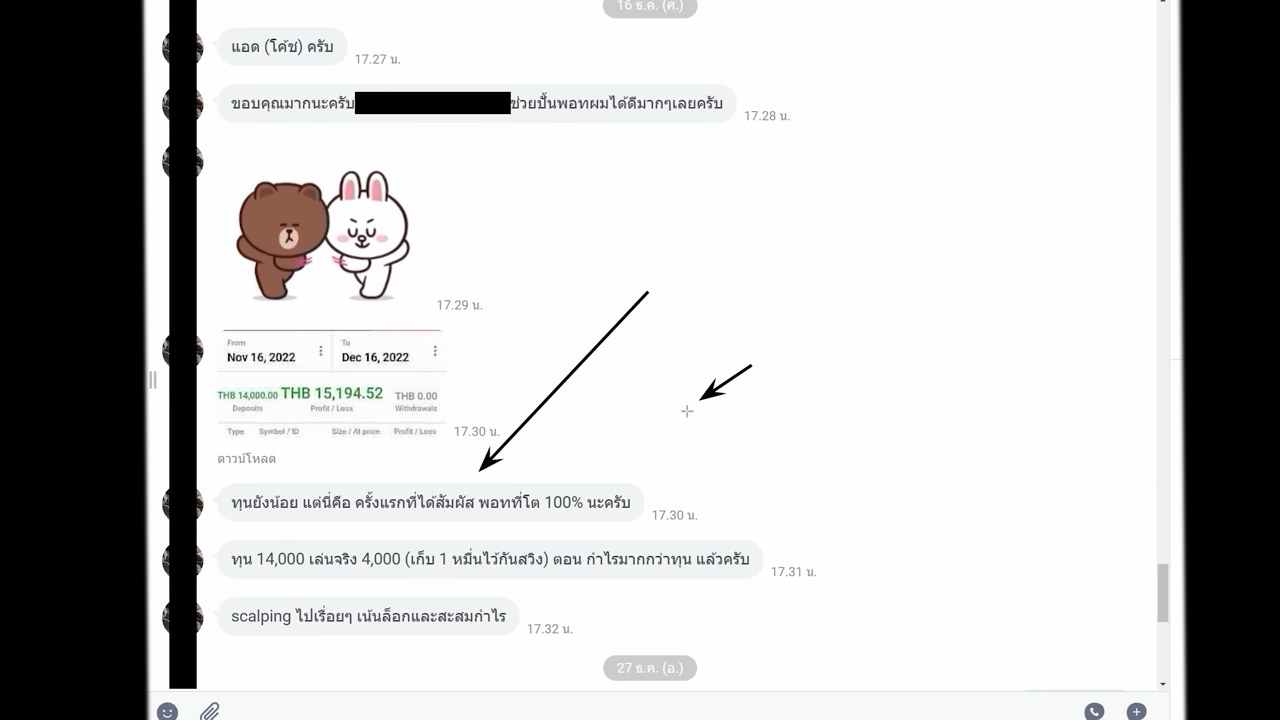 16 ธ.ค. (ศ.)
แอด (โค้ช) ครับ
17.27 น.
ขอบคุณมากนะครับ ช่วยปั้นพอทผมได้ดีมากๆเลยครับ
17.28 น.
17.29 น.
From To
Nov 16, 2022 Dec 16, 2022
THB 14,000.00 THB 15,194.52 THB 0.00
Deposits Profit / Loss Withdrawals
Type Symbol / ID Size / At price Profit / Loss
17.30 น.
ดาวน์โหลด
ทุนยังน้อย แต่นี่คือ ครั้งแรกที่ได้สัมผัส พอทที่โต 100% นะครับ
17.30 น.
ทุน 14,000 เล่นจริง 4,000 (เก็บ 1 หมื่นไว้กันสวิง) ตอน กำไรมากกว่าทุน แล้วครับ
17.31 น.
scalping ไปเรื่อยๆ เน้นล็อกและสะสมกำไร
17.32 น.
27 ธ.ค. (อ.)